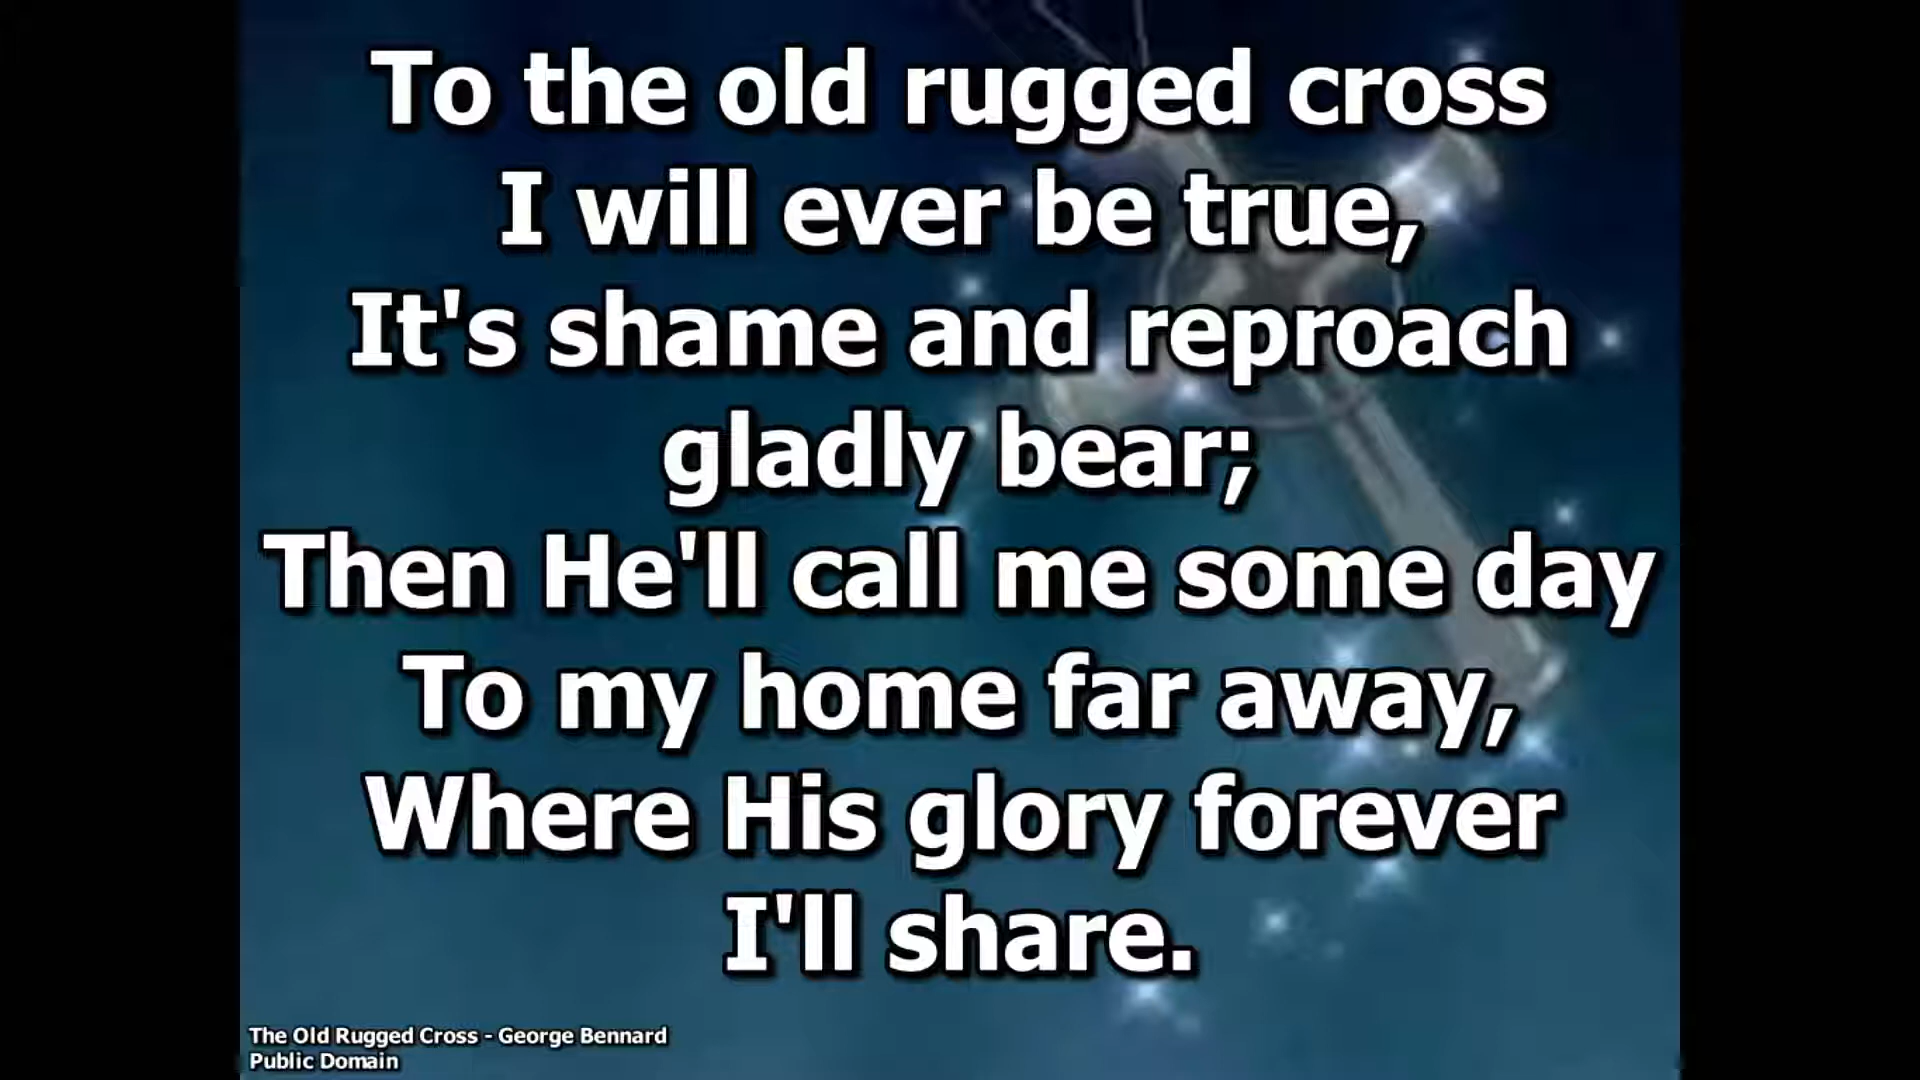 To the old rugged cross
I will ever be true,
It's shame and reproach
gladly bear;
Then He'll call me some day
To my home far away,
Where His glory forever
I'll share.
The Old Rugged Cross - George Bennard
Public Domain